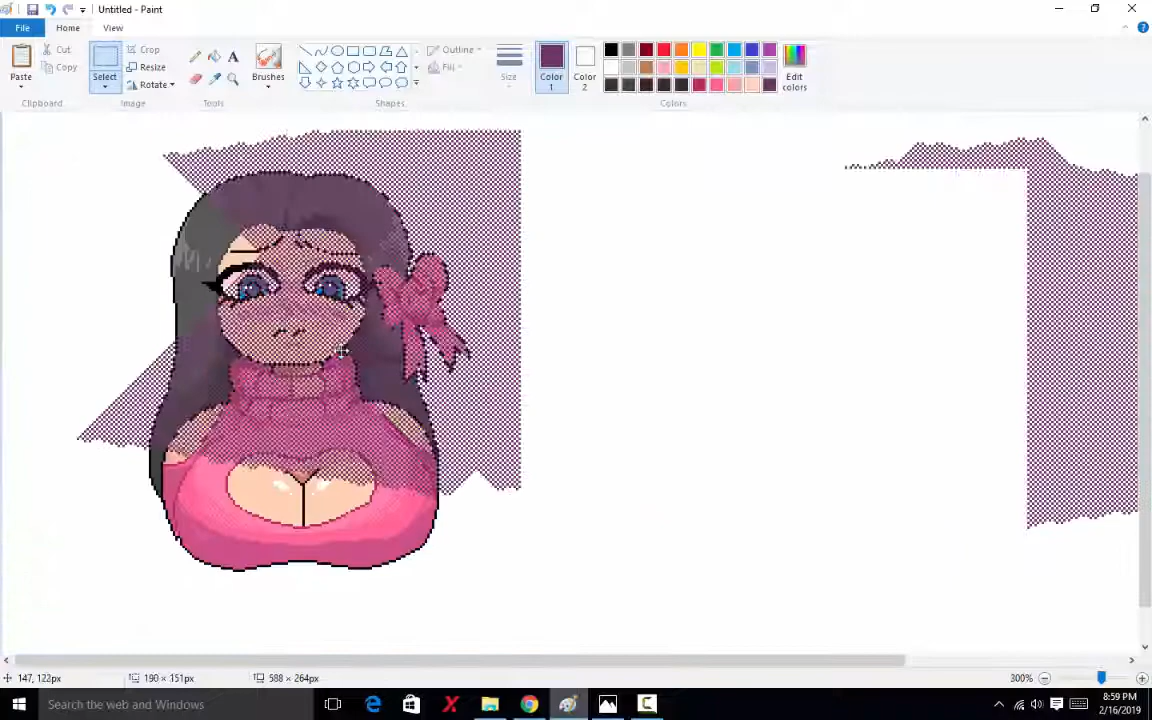 Untitled - Paint
File
Home
View
Paste
Cut
Copy
Clipboard
Select
Crop
Resize
Rotate
Image
A
Tools
Brushes
Shapes
Outline
Fill
Size
Color
1
Color
2
Edit
colors
Colors
147, 122px
190 × 151px
588 × 264px
300%
Search the web and Windows
8:59 PM
2/16/2019